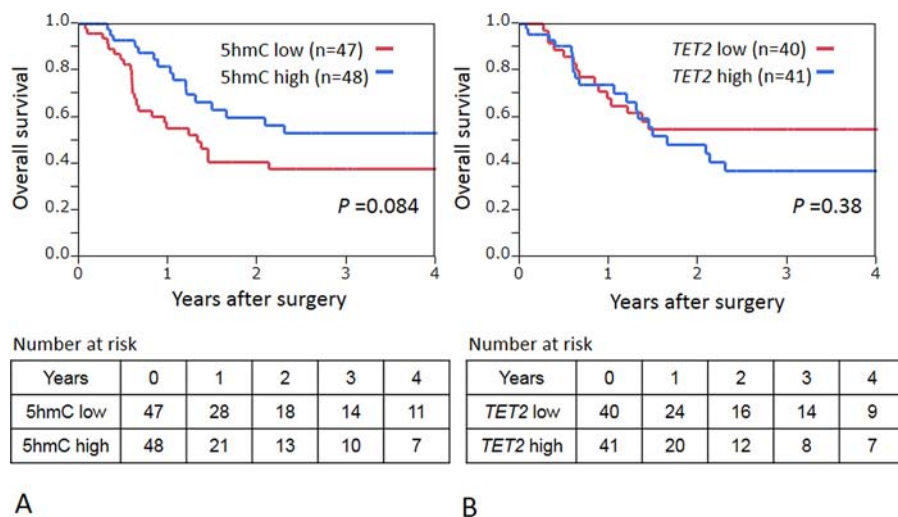 1.0
0.8
0.6
0.4
0.2
0.0
Overall survival
5hmC low (n=47)
5hmC high (n=48)
P =0.084
0 1 2 3 4
Years after surgery
1.0
0.8
0.6
0.4
0.2
0.0
Overall survival
TET2 low (n=40)
TET2 high (n=41)
P =0.38
0 1 2 3 4
Years after surgery
Number at risk
Years 0 1 2 3 4
5hmC low 47 28 18 14 11
5hmC high 48 21 13 10 7
Number at risk
Years 0 1 2 3 4
TET2 low 40 24 16 14 9
TET2 high 41 20 12 8 7
A
B